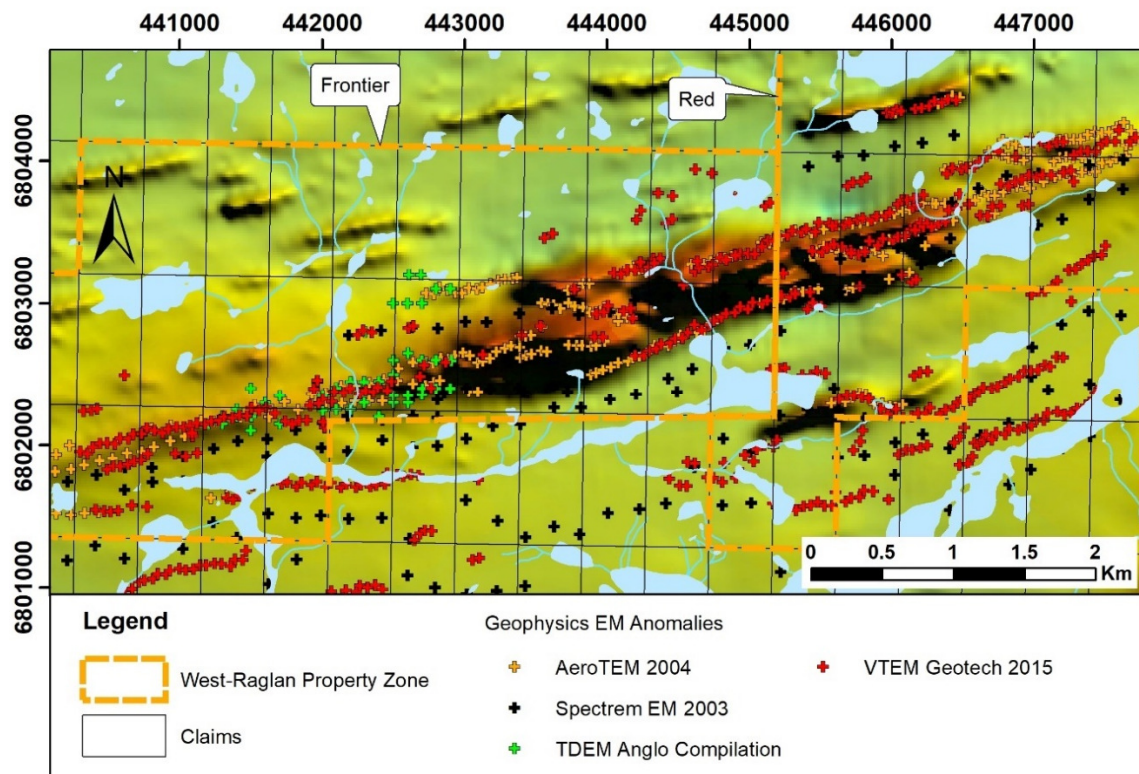 441000 442000 443000 444000 445000 446000 447000
Frontier
Red
6804000
N
6803000
6802000
6801000
0 0.5 1 1.5 2
Km
Legend
Geophysics EM Anomalies
West-Raglan Property Zone
AeroTEM 2004
VTEM Geotech 2015
Spectrem EM 2003
Claims
TDEM Anglo Compilation